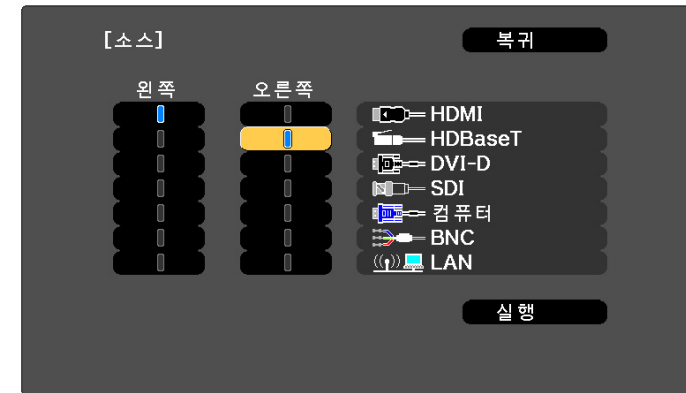 [소스]
복귀
왼쪽 오른쪽
HDMI
HDBaseT
DVI-D
SDI
컴퓨터
BNC
LAN
실행